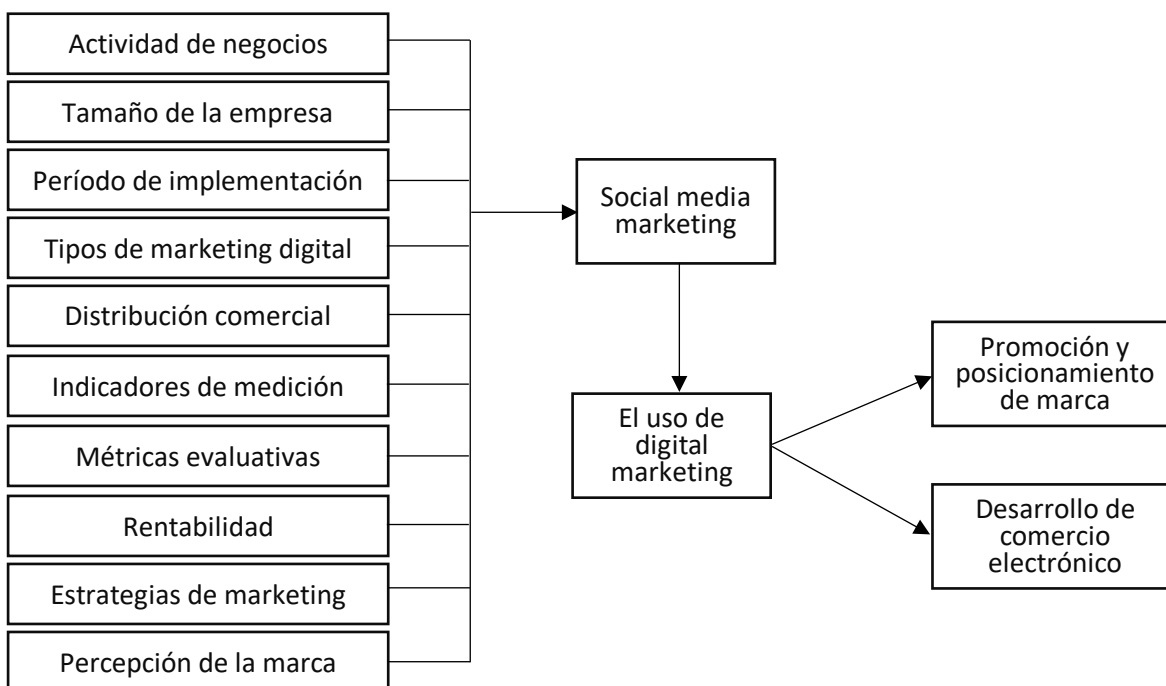 Actividad de negocios
Tamaño de la empresa
Período de implementación
Tipos de marketing digital
Distribución comercial
Indicadores de medición
Métricas evaluativas
Rentabilidad
Estrategias de marketing
Percepción de la marca
Social media
marketing
El uso de
digital
marketing
Promoción y
posicionamiento
de marca
Desarrollo de
comercio
electrónico